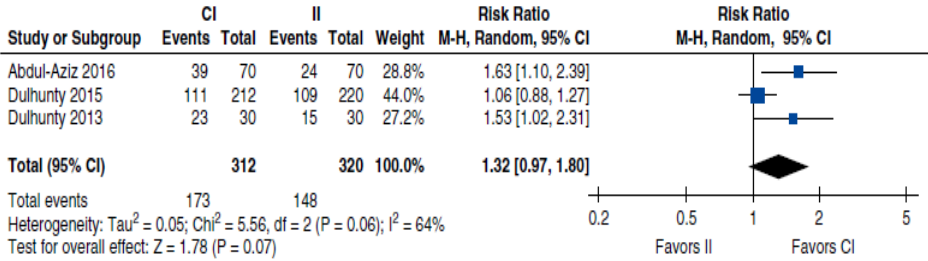 CI II Risk Ratio Risk Ratio
Study or Subgroup Events Total Events Total Weight M-H, Random, 95% CI M-H, Random, 95% CI
Abdul-Aziz 2016 39 70 24 70 28.8% 1.63 [1.10, 2.39]
Dulhunty 2015 111 212 109 220 44.0% 1.06 [0.88, 1.27]
Dulhunty 2013 23 30 15 30 27.2% 1.53 [1.02, 2.31]
Total (95% CI) 312 320 100.0% 1.32 [0.97, 1.80]
Total events 173 148
Heterogeneity: Tau² = 0.05; Chi² = 5.56, df = 2 (P = 0.06); I² = 64%
Test for overall effect: Z = 1.78 (P = 0.07)
0.2 0.5 1 2 5
Favors II Favors CI